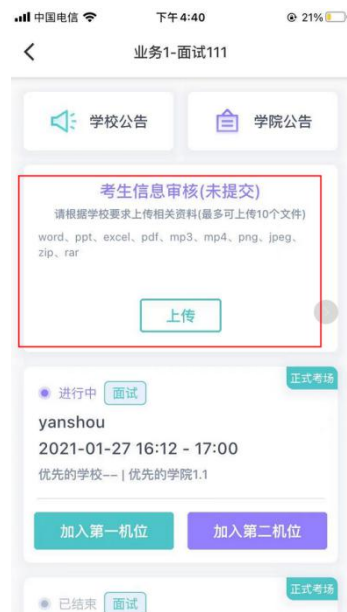 中国电信 下午4:40 21%
业务1-面试111
学校公告 学院公告
考生信息审核(未提交)
请根据学校要求上传相关资料(最多可上传10个文件)
word、ppt、excel、pdf、mp3、mp4、png、jpeg、
zip、rar
上传
正式考场
进行中 面试
yanshou
2021-01-27 16:12 - 17:00
优先的学校-- | 优先的学院1.1
加入第一机位 加入第二机位
正式考场
已结束 面试